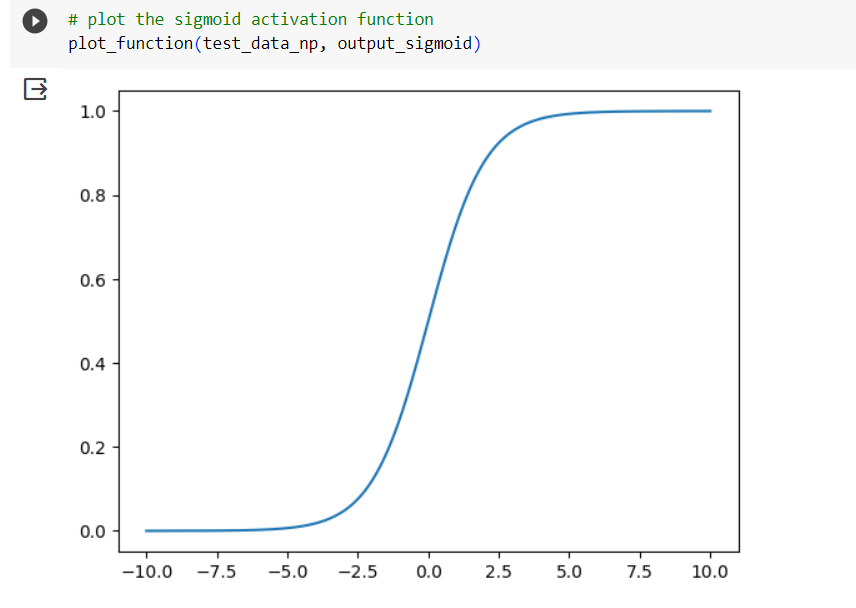 # plot the sigmoid activation function
plot_function(test_data_np, output_sigmoid)
1.0
0.8
0.6
0.4
0.2
0.0
−10.0 −7.5 −5.0 −2.5 0.0 2.5 5.0 7.5 10.0